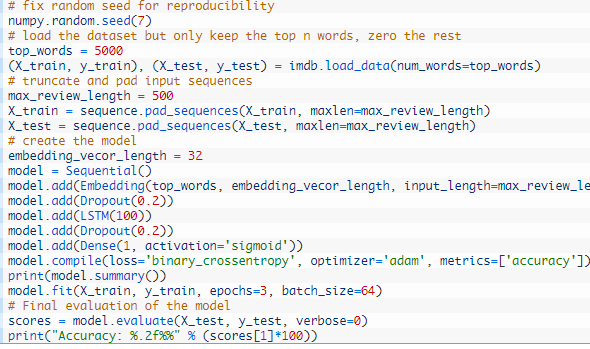 # fix random seed for reproducibility
numpy.random.seed(7)
# load the dataset but only keep the top n words, zero the rest
top_words = 5000
(X_train, y_train), (X_test, y_test) = imdb.load_data(num_words=top_words)
# truncate and pad input sequences
max_review_length = 500
X_train = sequence.pad_sequences(X_train, maxlen=max_review_length)
X_test = sequence.pad_sequences(X_test, maxlen=max_review_length)
# create the model
embedding_vecor_length = 32
model = Sequential()
model.add(Embedding(top_words, embedding_vecor_length, input_length=max_review_le
model.add(Dropout(0.2))
model.add(LSTM(100))
model.add(Dropout(0.2))
model.add(Dense(1, activation='sigmoid'))
model.compile(loss='binary_crossentropy', optimizer='adam', metrics=['accuracy'])
print(model.summary())
model.fit(X_train, y_train, epochs=3, batch_size=64)
# Final evaluation of the model
scores = model.evaluate(X_test, y_test, verbose=0)
print("Accuracy: %.2f%%" % (scores[1]*100))